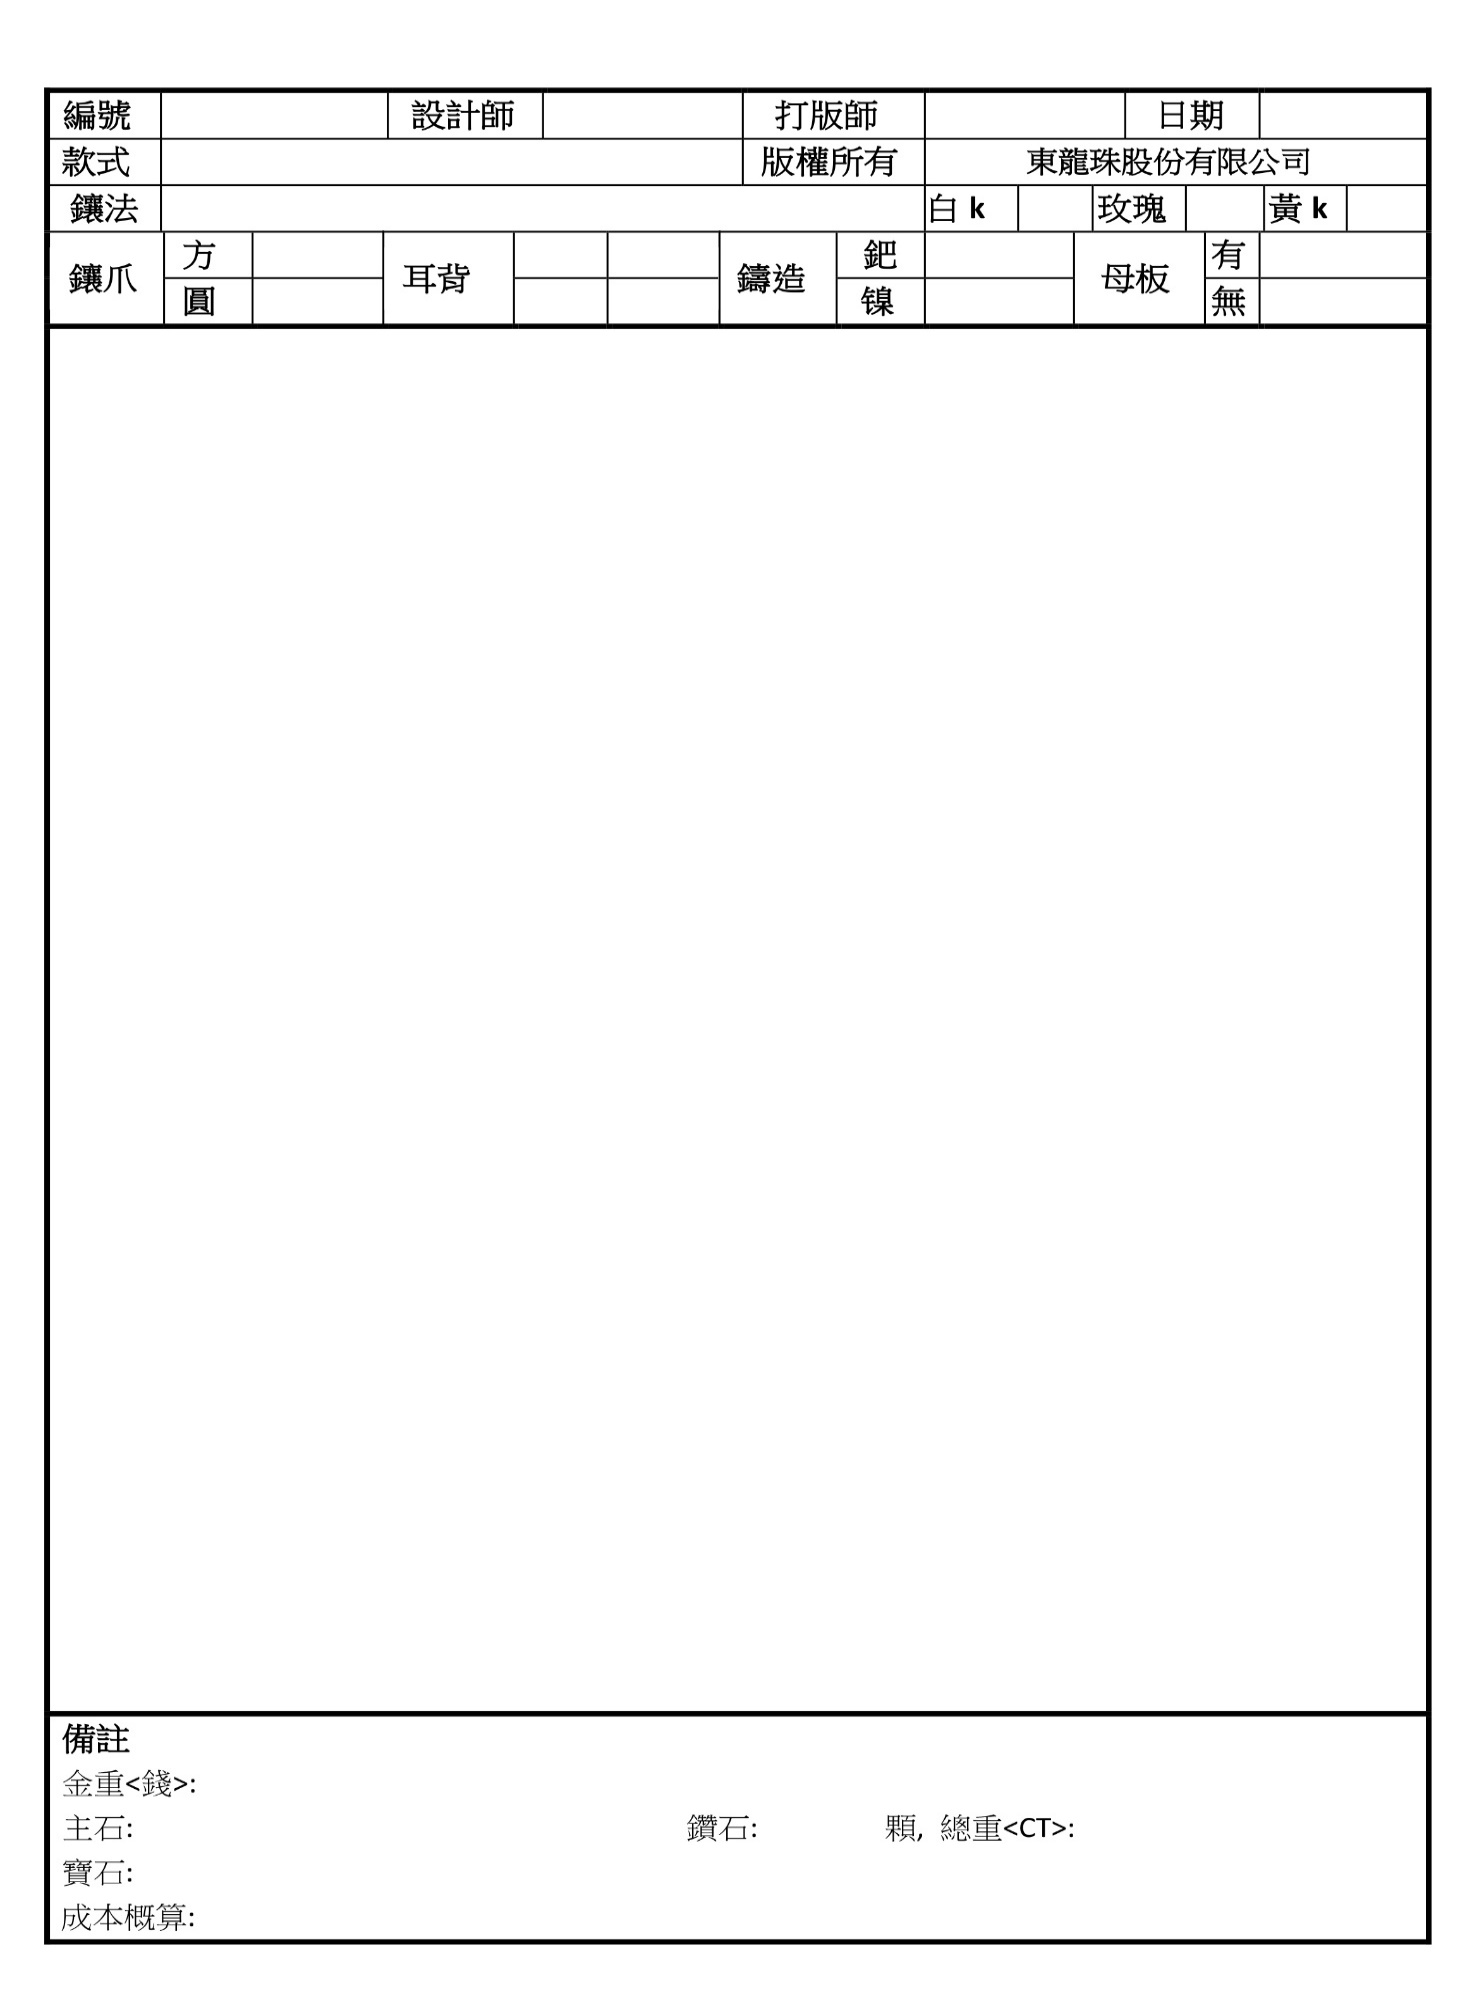 編號 設計師 打版師 日期
款式 版權所有 東龍珠股份有限公司
鑲法 白 k 玫瑰 黃 k
鑲爪 方 耳背 鑄造 鈀 母板 有
圓 镍 無
備註
金重<錢>:
主石: 鑽石: 顆, 總重<CT>:
寶石:
成本概算: